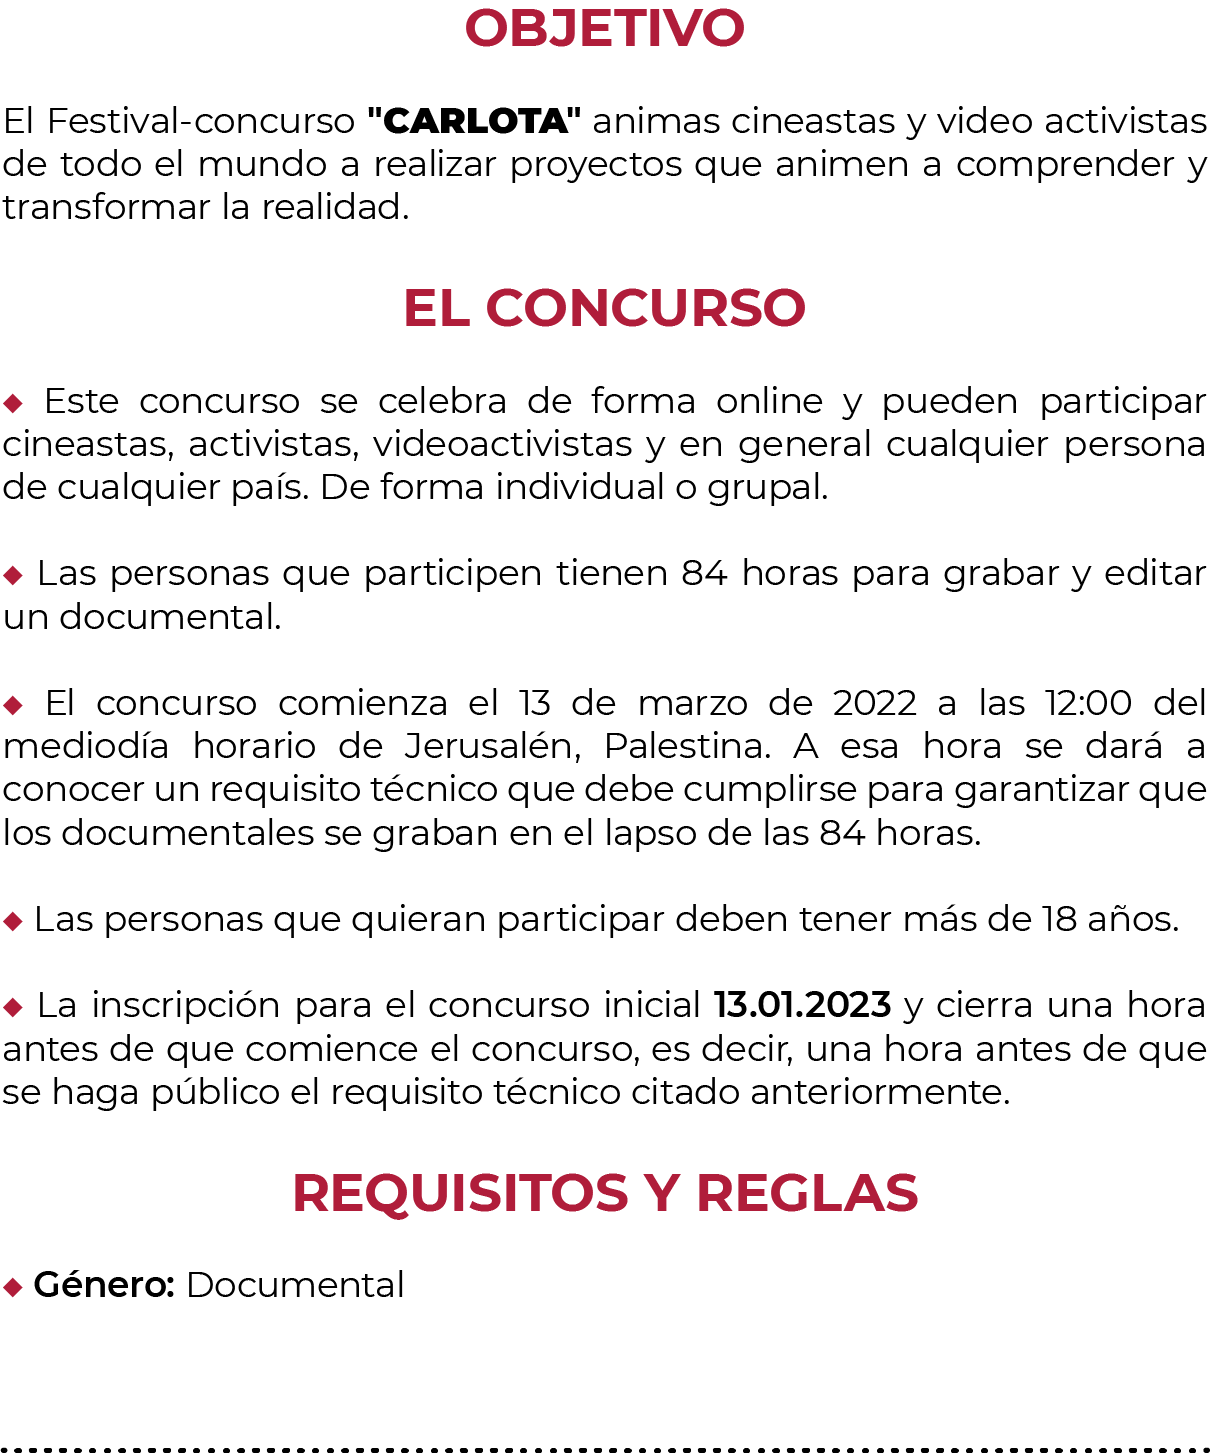 OBJETIVO
El Festival-concurso "CARLOTA" animas cineastas y video activistas
de todo el mundo a realizar proyectos que animen a comprender y
transformar la realidad.
EL CONCURSO
◆ Este concurso se celebra de forma online y pueden participar
cineastas, activistas, videoactivistas y en general cualquier persona
de cualquier país. De forma individual o grupal.
◆ Las personas que participen tienen 84 horas para grabar y editar
un documental.
◆ El concurso comienza el 13 de marzo de 2022 a las 12:00 del
mediodía horario de Jerusalén, Palestina. A esa hora se dará a
conocer un requisito técnico que debe cumplirse para garantizar que
los documentales se graban en el lapso de las 84 horas.
◆ Las personas que quieran participar deben tener más de 18 años.
◆ La inscripción para el concurso inicial 13.01.2023 y cierra una hora
antes de que comience el concurso, es decir, una hora antes de que
se haga público el requisito técnico citado anteriormente.
REQUISITOS Y REGLAS
◆ Género: Documental